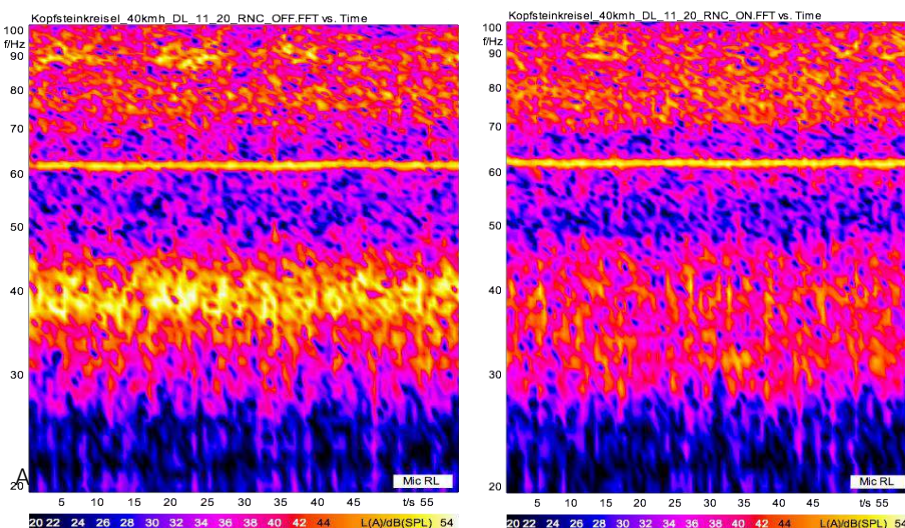 Kopfsteinkreisel_40kmh_DL_11_20_RNC_OFF.FFT vs. Time
100
f/Hz
90
80
70
60
50
40
30
20
A
Mic RL
5 10 15 20 25 30 35 40 45 t/s 55
20 22 24 26 28 30 32 34 36 38 40 42 44 L(A)/dB(SPL) 54
Kopfsteinkreisel_40kmh_DL_11_20_RNC_ON.FFT vs. Time
100
f/Hz
90
80
70
60
50
40
30
20
Mic RL
5 10 15 20 25 30 35 40 45 t/s 55
20 22 24 26 28 30 32 34 36 38 40 42 44 L(A)/dB(SPL) 54